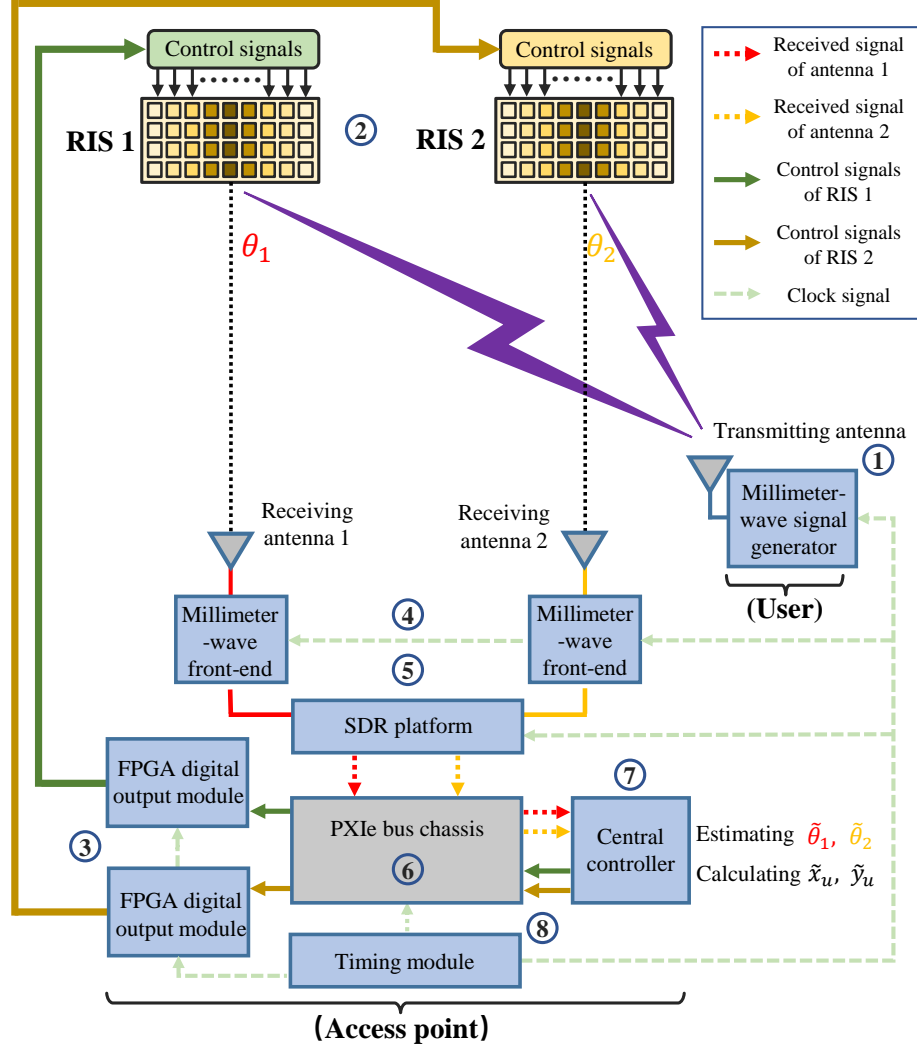 Control signals
Control signals
RIS 1
②
RIS 2
Received signal
of antenna 1
Received signal
of antenna 2
Control signals
of RIS 1
Control signals
of RIS 2
Clock signal
θ₁
θ₂
Transmitting antenna
①
Millimeter-
wave signal
generator
(User)
Receiving
antenna 1
Receiving
antenna 2
Millimeter
-wave
front-end
④
Millimeter
-wave
front-end
⑤
SDR platform
FPGA digital
output module
③
FPGA digital
output module
PXIe bus chassis
⑥
⑦
Central
controller
Estimating θ̃₁, θ̃₂
Calculating x̃ᵤ, ỹᵤ
⑧
Timing module
(Access point)